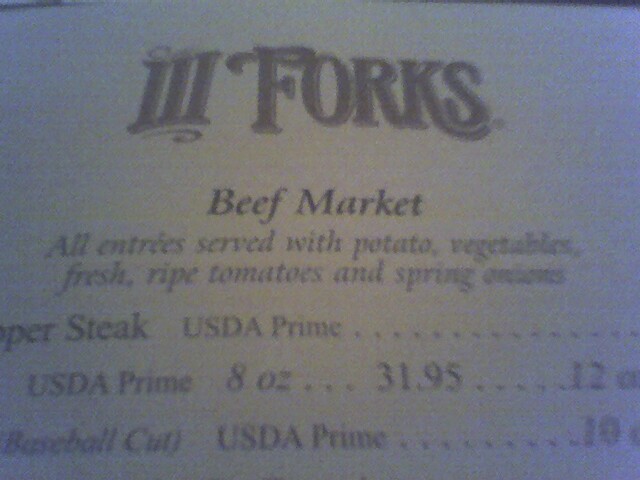 III FORKS
Beef Market
All entrées served with potato, vegetables,
fresh, ripe tomatoes and spring onions
Steak USDA Prime ................
USDA Prime 8 oz ... 31.95 .....12
(Baseball Cut) USDA Prime ...........10